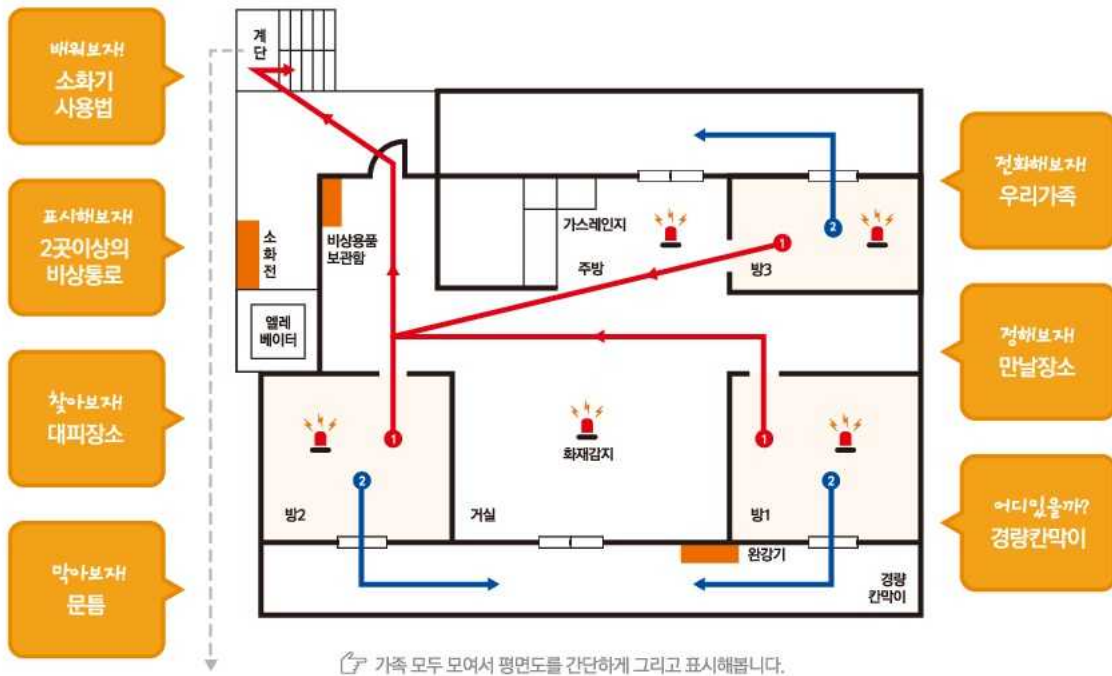 배워보자!
소화기
사용법
표시해보자!
2곳이상의
비상통로
찾아보자!
대피장소
막아보자!
문틈
계
단
소
화
전
엘레
베이터
비상용품
보관함
가스레인지
주방
2
1
방3
1
2
방2
화재감지
거실
1
2
방1
완강기
경량
칸막이
전화해보자!
우리가족
정해보자!
만날장소
어디있을까?
경량칸막이
가족 모두 모여서 평면도를 간단하게 그리고 표시해봅니다.